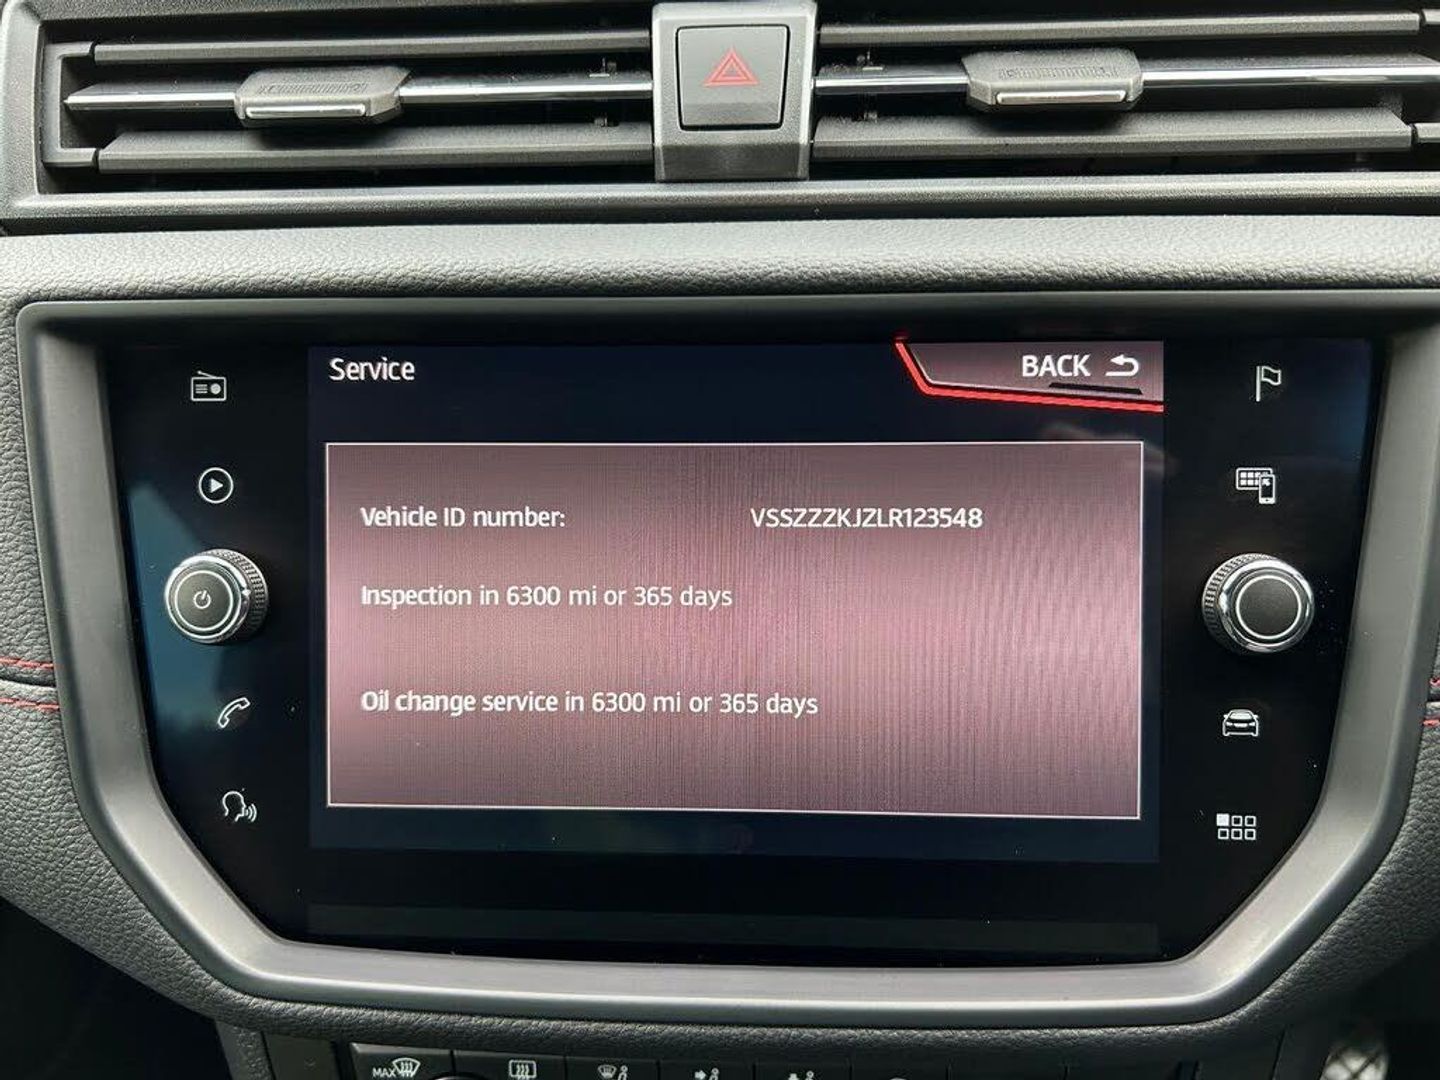 Service
BACK
Vehicle ID number: VSSZZZKJZLR123548
Inspection in 6300 mi or 365 days
Oil change service in 6300 mi or 365 days
MAX